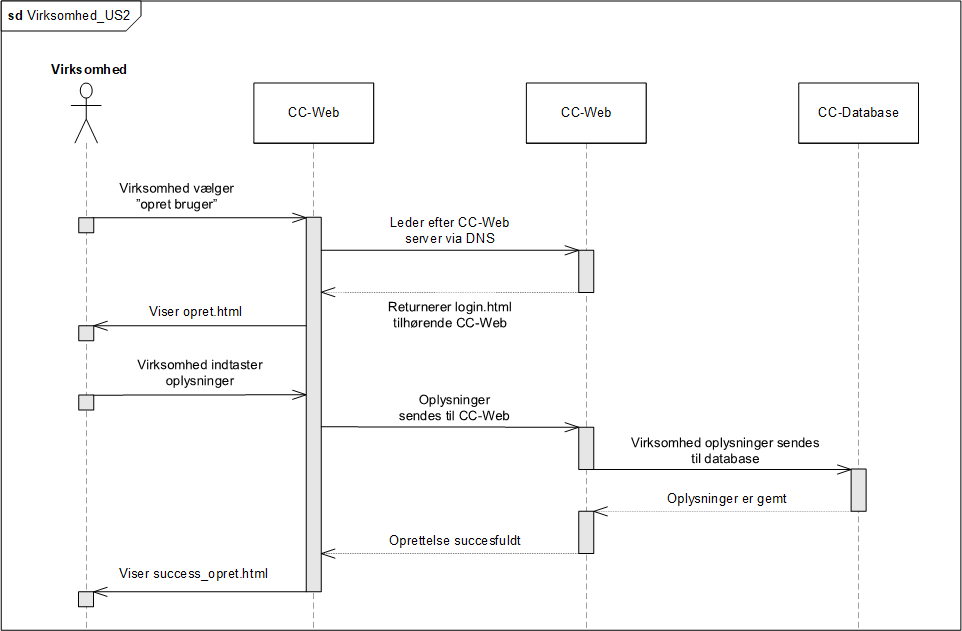 sd Virksomhed_US2
Virksomhed
CC-Web
CC-Web
CC-Database
Virksomhed vælger
"opret bruger"
Leder efter CC-Web
server via DNS
Returnerer login.html
tilhørende CC-Web
Viser opret.html
Virksomhed indtaster
oplysninger
Oplysninger
sendes til CC-Web
Virksomhed oplysninger sendes
til database
Oplysninger er gemt
Oprettelse succesfuldt
Viser success_opret.html